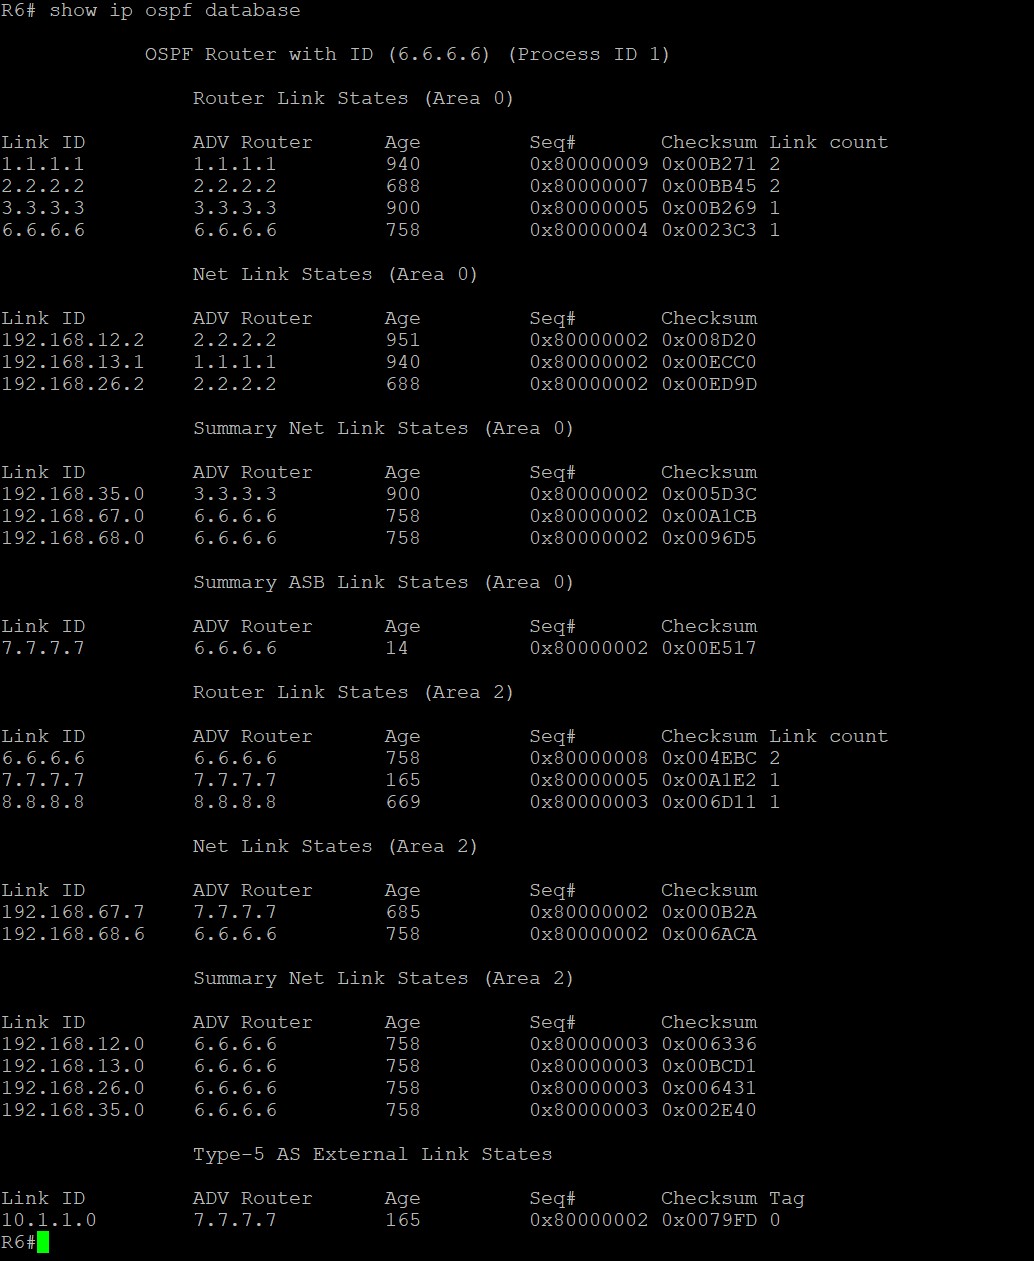 R6# show ip ospf database
OSPF Router with ID (6.6.6.6) (Process ID 1)
Router Link States (Area 0)
Link ID ADV Router Age Seq# Checksum Link count
1.1.1.1 1.1.1.1 940 0x80000009 0x00B271 2
2.2.2.2 2.2.2.2 688 0x80000007 0x00BB45 2
3.3.3.3 3.3.3.3 900 0x80000005 0x00B269 1
6.6.6.6 6.6.6.6 758 0x80000004 0x0023C3 1
Net Link States (Area 0)
Link ID ADV Router Age Seq# Checksum
192.168.12.2 2.2.2.2 951 0x80000002 0x008D20
192.168.13.1 1.1.1.1 940 0x80000002 0x00ECC0
192.168.26.2 2.2.2.2 688 0x80000002 0x00ED9D
Summary Net Link States (Area 0)
Link ID ADV Router Age Seq# Checksum
192.168.35.0 3.3.3.3 900 0x80000002 0x005D3C
192.168.67.0 6.6.6.6 758 0x80000002 0x00A1CB
192.168.68.0 6.6.6.6 758 0x80000002 0x0096D5
Summary ASB Link States (Area 0)
Link ID ADV Router Age Seq# Checksum
7.7.7.7 6.6.6.6 14 0x80000002 0x00E517
Router Link States (Area 2)
Link ID ADV Router Age Seq# Checksum Link count
6.6.6.6 6.6.6.6 758 0x80000008 0x004EBC 2
7.7.7.7 7.7.7.7 165 0x80000005 0x00A1E2 1
8.8.8.8 8.8.8.8 669 0x80000003 0x006D11 1
Net Link States (Area 2)
Link ID ADV Router Age Seq# Checksum
192.168.67.7 7.7.7.7 685 0x80000002 0x000B2A
192.168.68.6 6.6.6.6 758 0x80000002 0x006ACA
Summary Net Link States (Area 2)
Link ID ADV Router Age Seq# Checksum
192.168.12.0 6.6.6.6 758 0x80000003 0x006336
192.168.13.0 6.6.6.6 758 0x80000003 0x00BCD1
192.168.26.0 6.6.6.6 758 0x80000003 0x006431
192.168.35.0 6.6.6.6 758 0x80000003 0x002E40
Type-5 AS External Link States
Link ID ADV Router Age Seq# Checksum Tag
10.1.1.0 7.7.7.7 165 0x80000002 0x0079FD 0
R6#